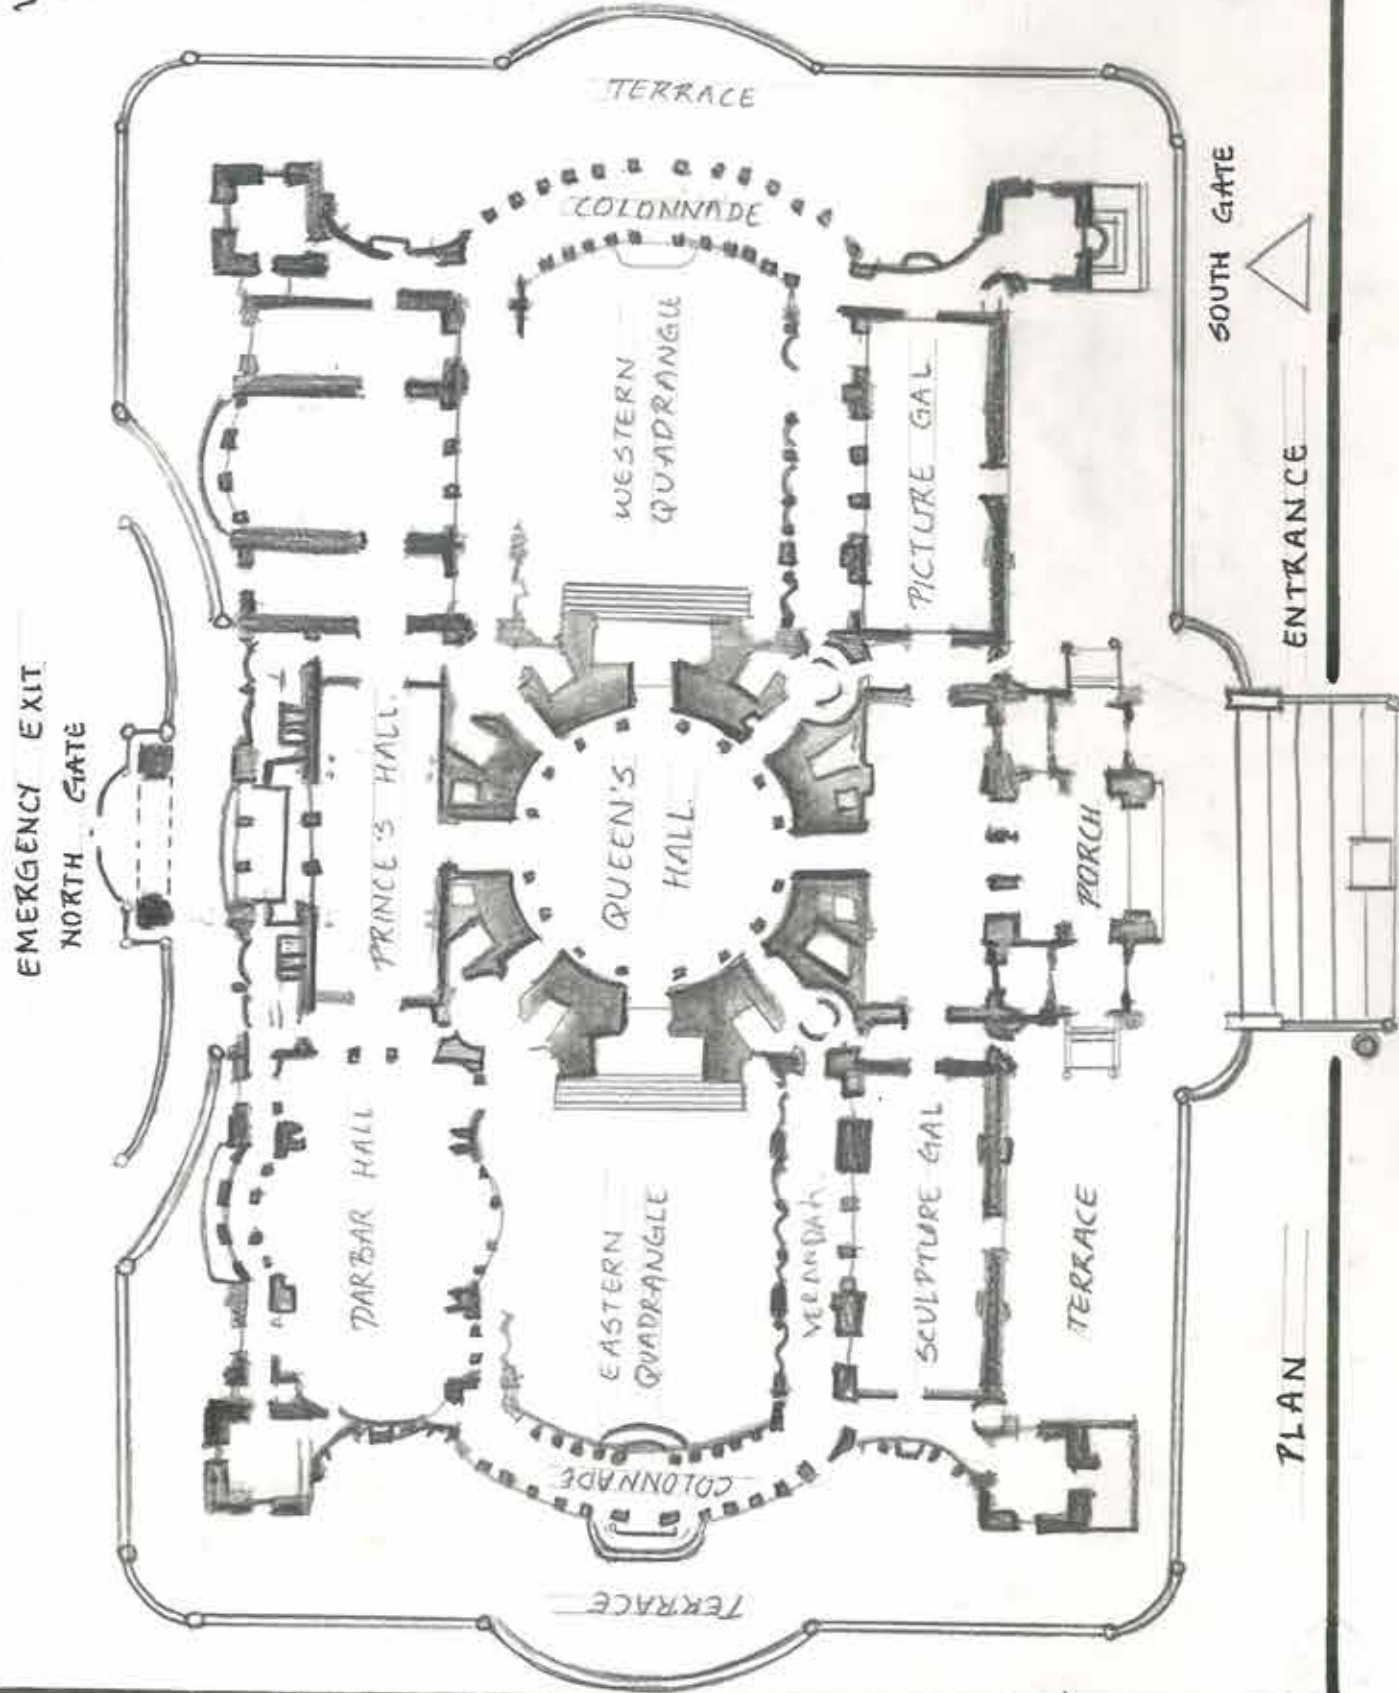 TERRACE
COLONNADE
SOUTH GATE
WESTERN
QUADRANGLE
PICTURE GAL
ENTRANCE
EMERGENCY EXIT
NORTH GATE
PRINCE'S HALL.
QUEEN'S
HALL
PORCH
DARBAR HALL
EASTERN
QUADRANGLE
VERANDAH.
SCULPTURE GAL
TERRACE
PLAN
COLONNADE
TERRACE